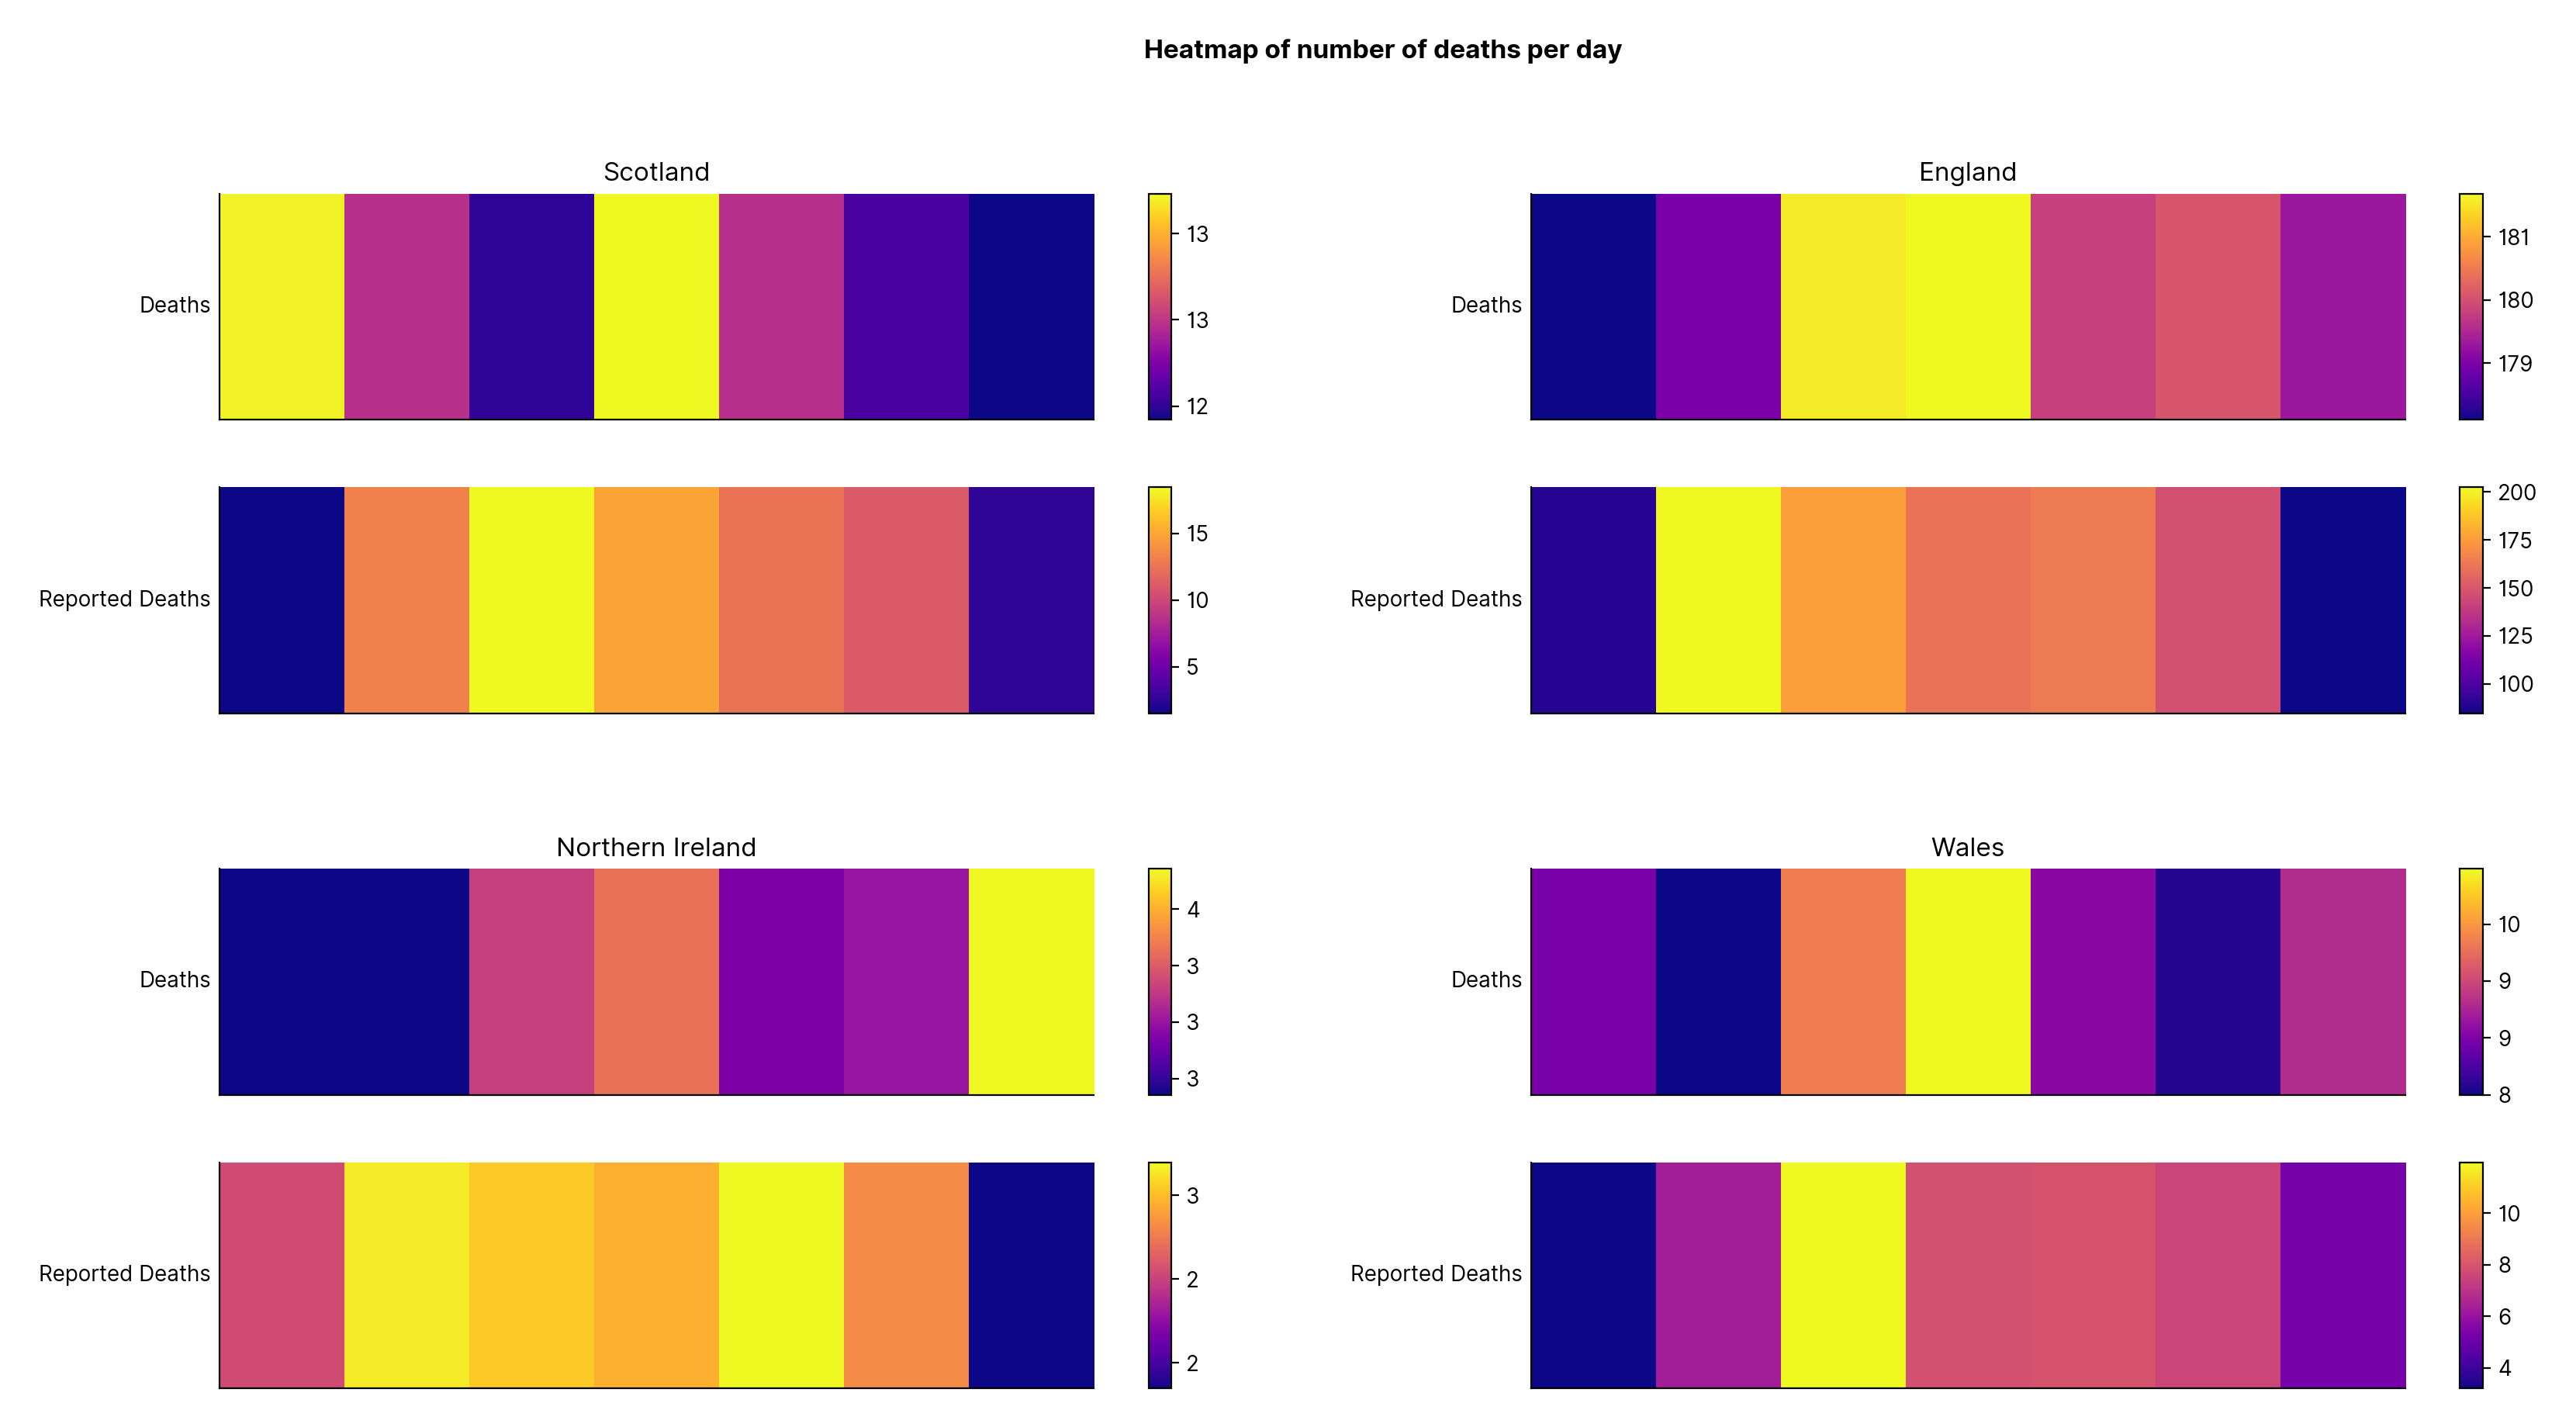 Heatmap of number of deaths per day
Scotland
Deaths
13
13
12
Reported Deaths
15
10
5
England
Deaths
181
180
179
Reported Deaths
200
175
150
125
100
Northern Ireland
Deaths
4
3
3
3
Reported Deaths
3
2
2
Wales
Deaths
10
9
9
8
Reported Deaths
10
8
6
4